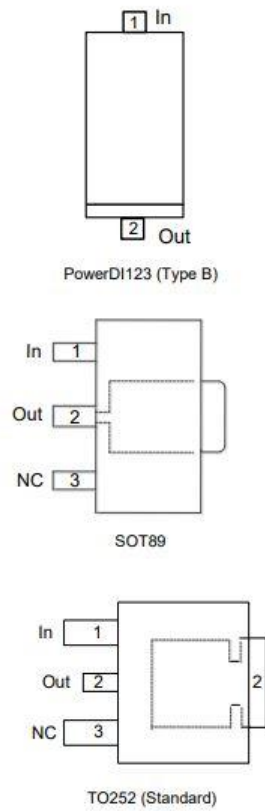 1 In
2 Out
PowerDI123 (Type B)
In 1
Out 2
NC 3
SOT89
In 1
Out 2 2
NC 3
TO252 (Standard)